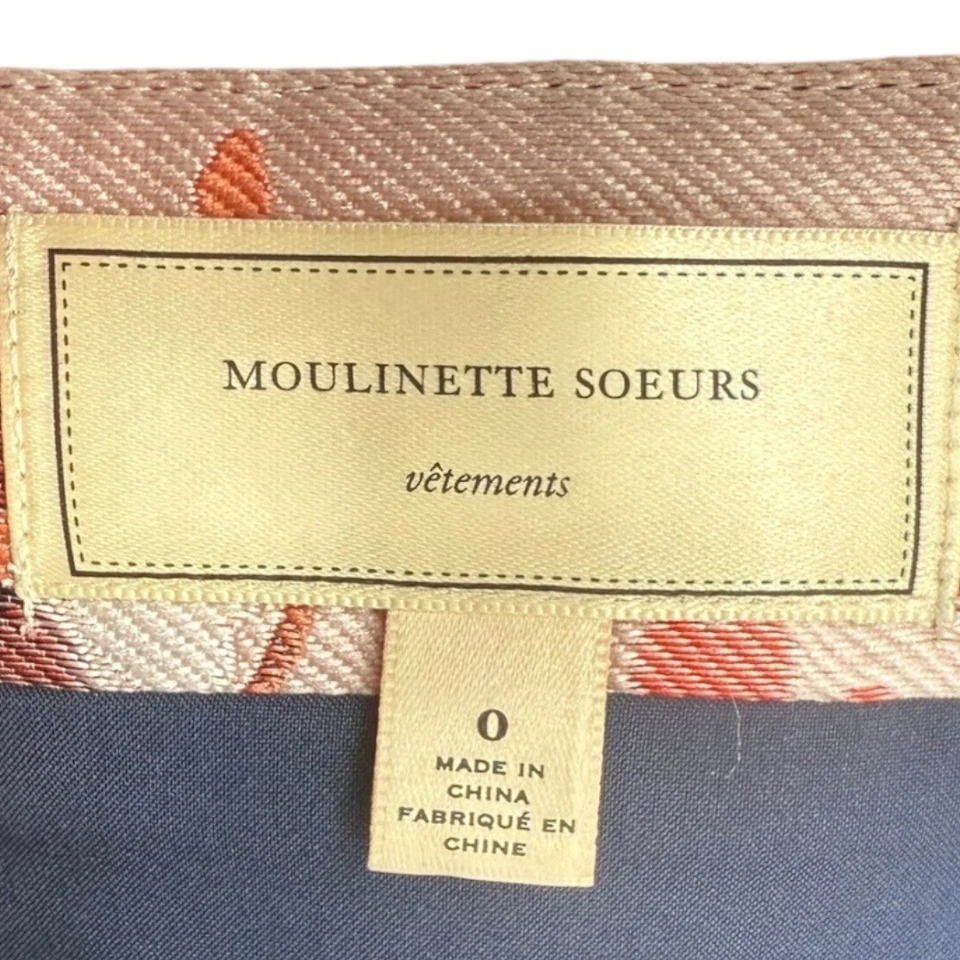 MOULINETTE SOEURS
vêtements
0
MADE IN
CHINA
FABRIQUÉ EN
CHINE